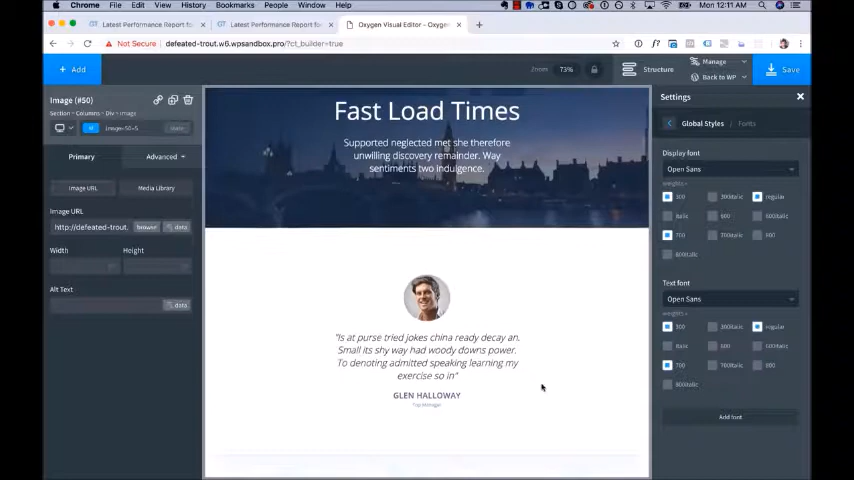 Chrome File Edit View History Bookmarks People Window Help
Mon 12:11 AM
Latest Performance Report for
Latest Performance Report for
Oxygen Visual Editor - Oxygen
Not Secure defeated-trout.w6.wpsandbox.pro/?ct_builder=true
+ Add
Zoom 73%
Structure
Manage
Back to WP
Save
Image (#50)
Section > Columns > Div > Image
Primary
Advanced
Image URL
Media Library
Image URL
http://defeated-trout. browse data
Width
Height
Alt Text
data
Fast Load Times
Supported neglected met she therefore
unwilling discovery remainder. Way
sentiments two indulgence.
"Is at purse tried jokes china ready decay an.
Small its shy way had woody downs power.
To denoting admitted speaking learning my
exercise so in"
GLEN HALLOWAY
Top Manager
Settings
Global Styles Fonts
Display font
Open Sans
weights
300 300italic regular
italic 600 600italic
700 700italic 800
800italic
Text font
Open Sans
weights
300 300italic regular
italic 600 600italic
700 700italic 800
800italic
Add font